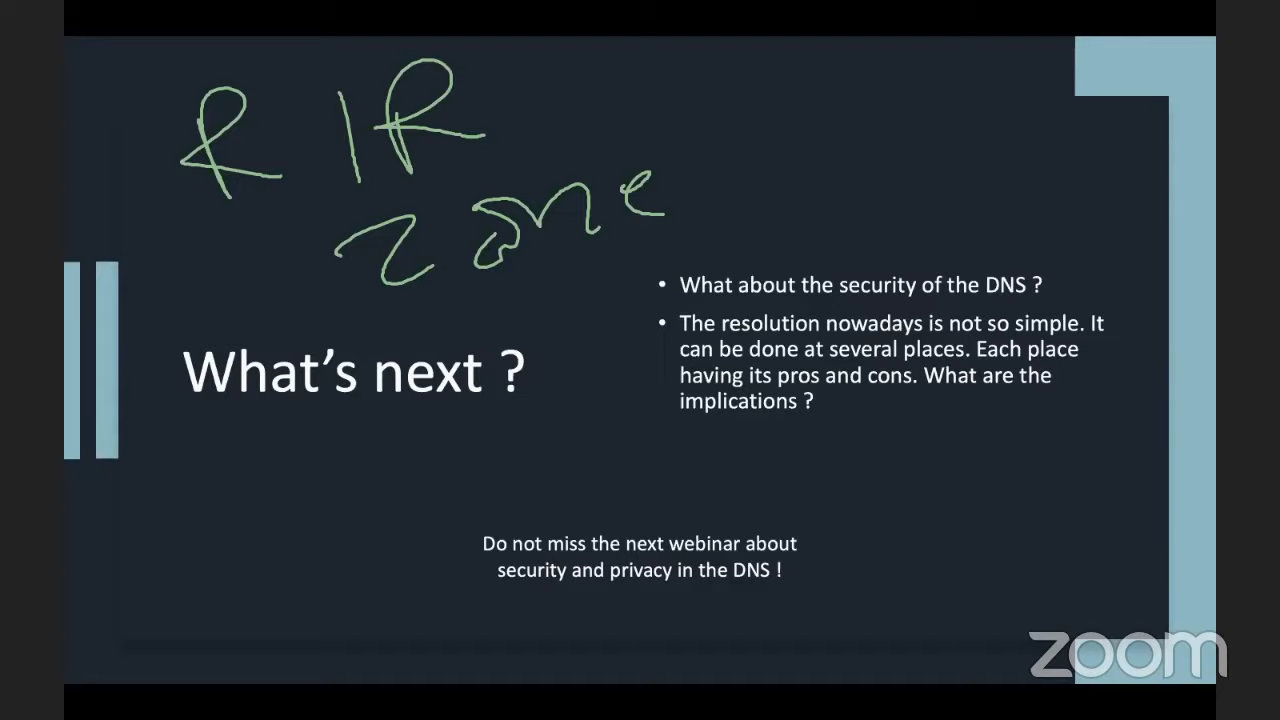 R IR
zone
What's next ?
• What about the security of the DNS ?
• The resolution nowadays is not so simple. It
can be done at several places. Each place
having its pros and cons. What are the
implications ?
Do not miss the next webinar about
security and privacy in the DNS !
zoom